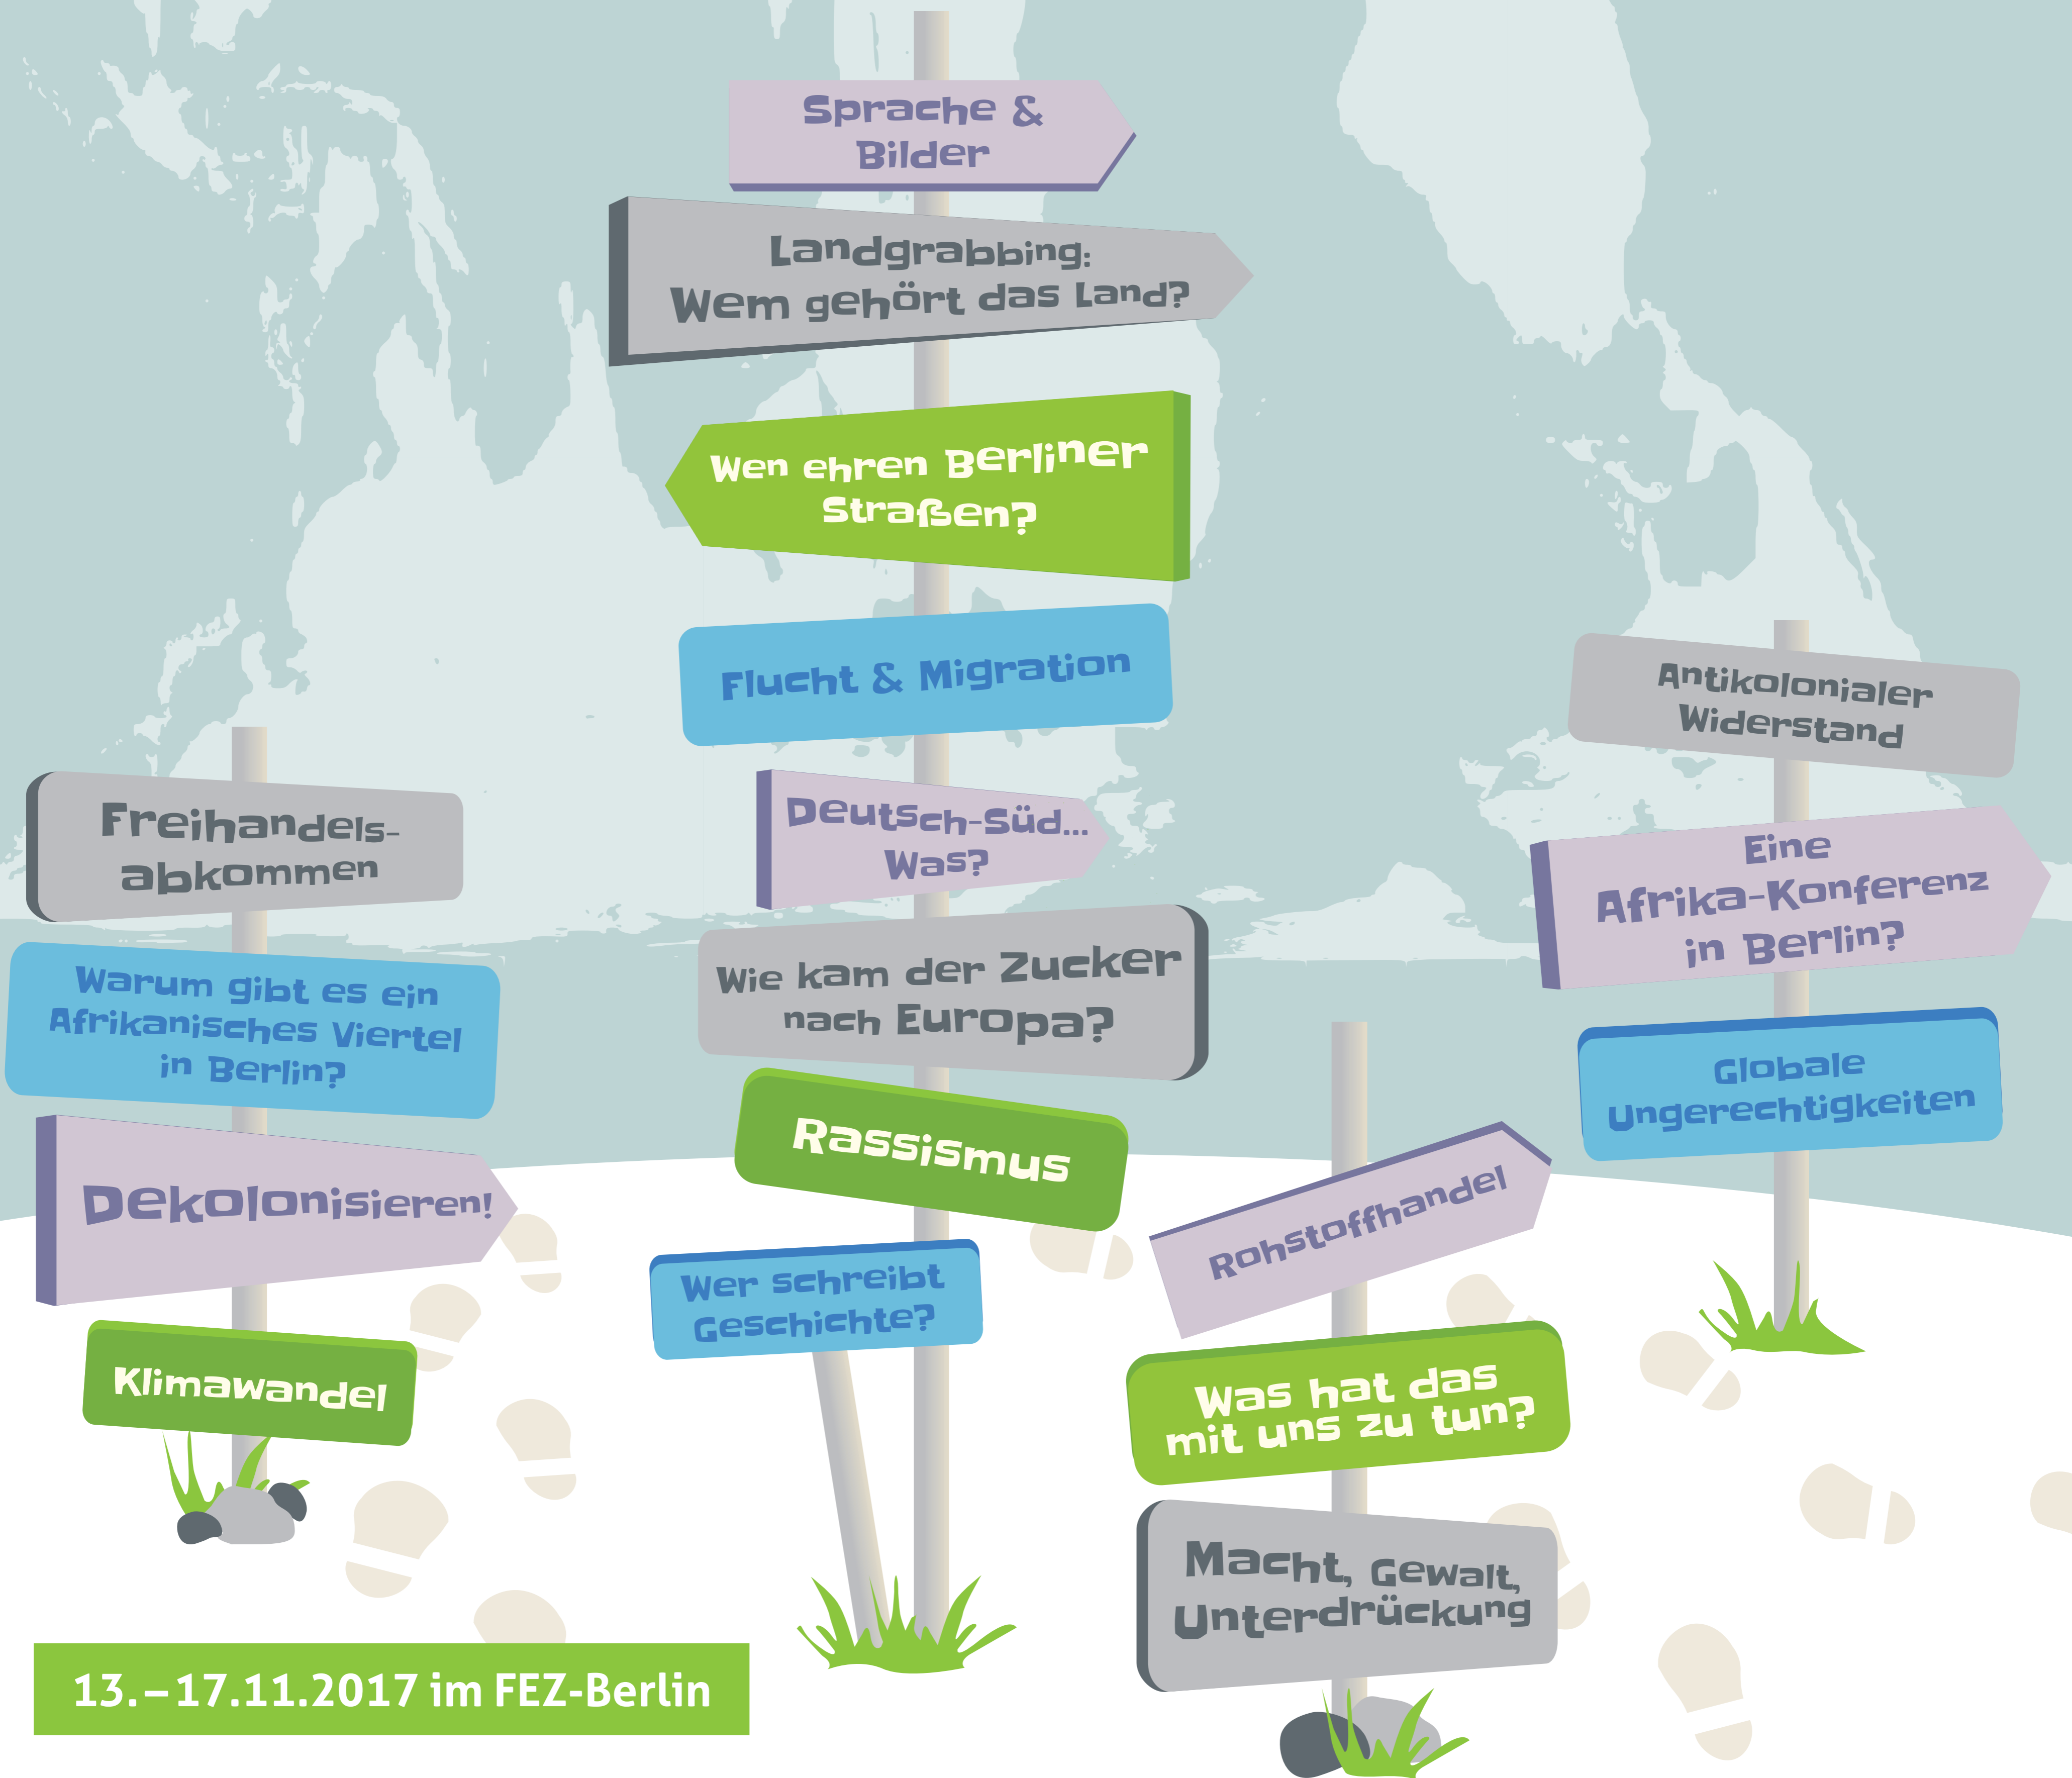 Sprache &
Bilder
Landgrabbing:
Wem gehört das Land?
Wen ehren Berliner
Straßen?
Flucht & Migration
Deutsch-Süd...
Was?
Wie kam der Zucker
nach Europa?
Rassismus
Wer schreibt
Geschichte?
Freihandels-
abkommen
Warum gibt es ein
Afrikanisches Viertel
in Berlin?
Dekolonisieren!
Klimawandel
Antikolonialer
Widerstand
Eine
Afrika-Konferenz
in Berlin?
Globale
Ungerechtigkeiten
Rohstoffhandel
Was hat das
mit uns zu tun?
Macht, Gewalt,
Unterdrückung
13.–17.11.2017 im FEZ-Berlin